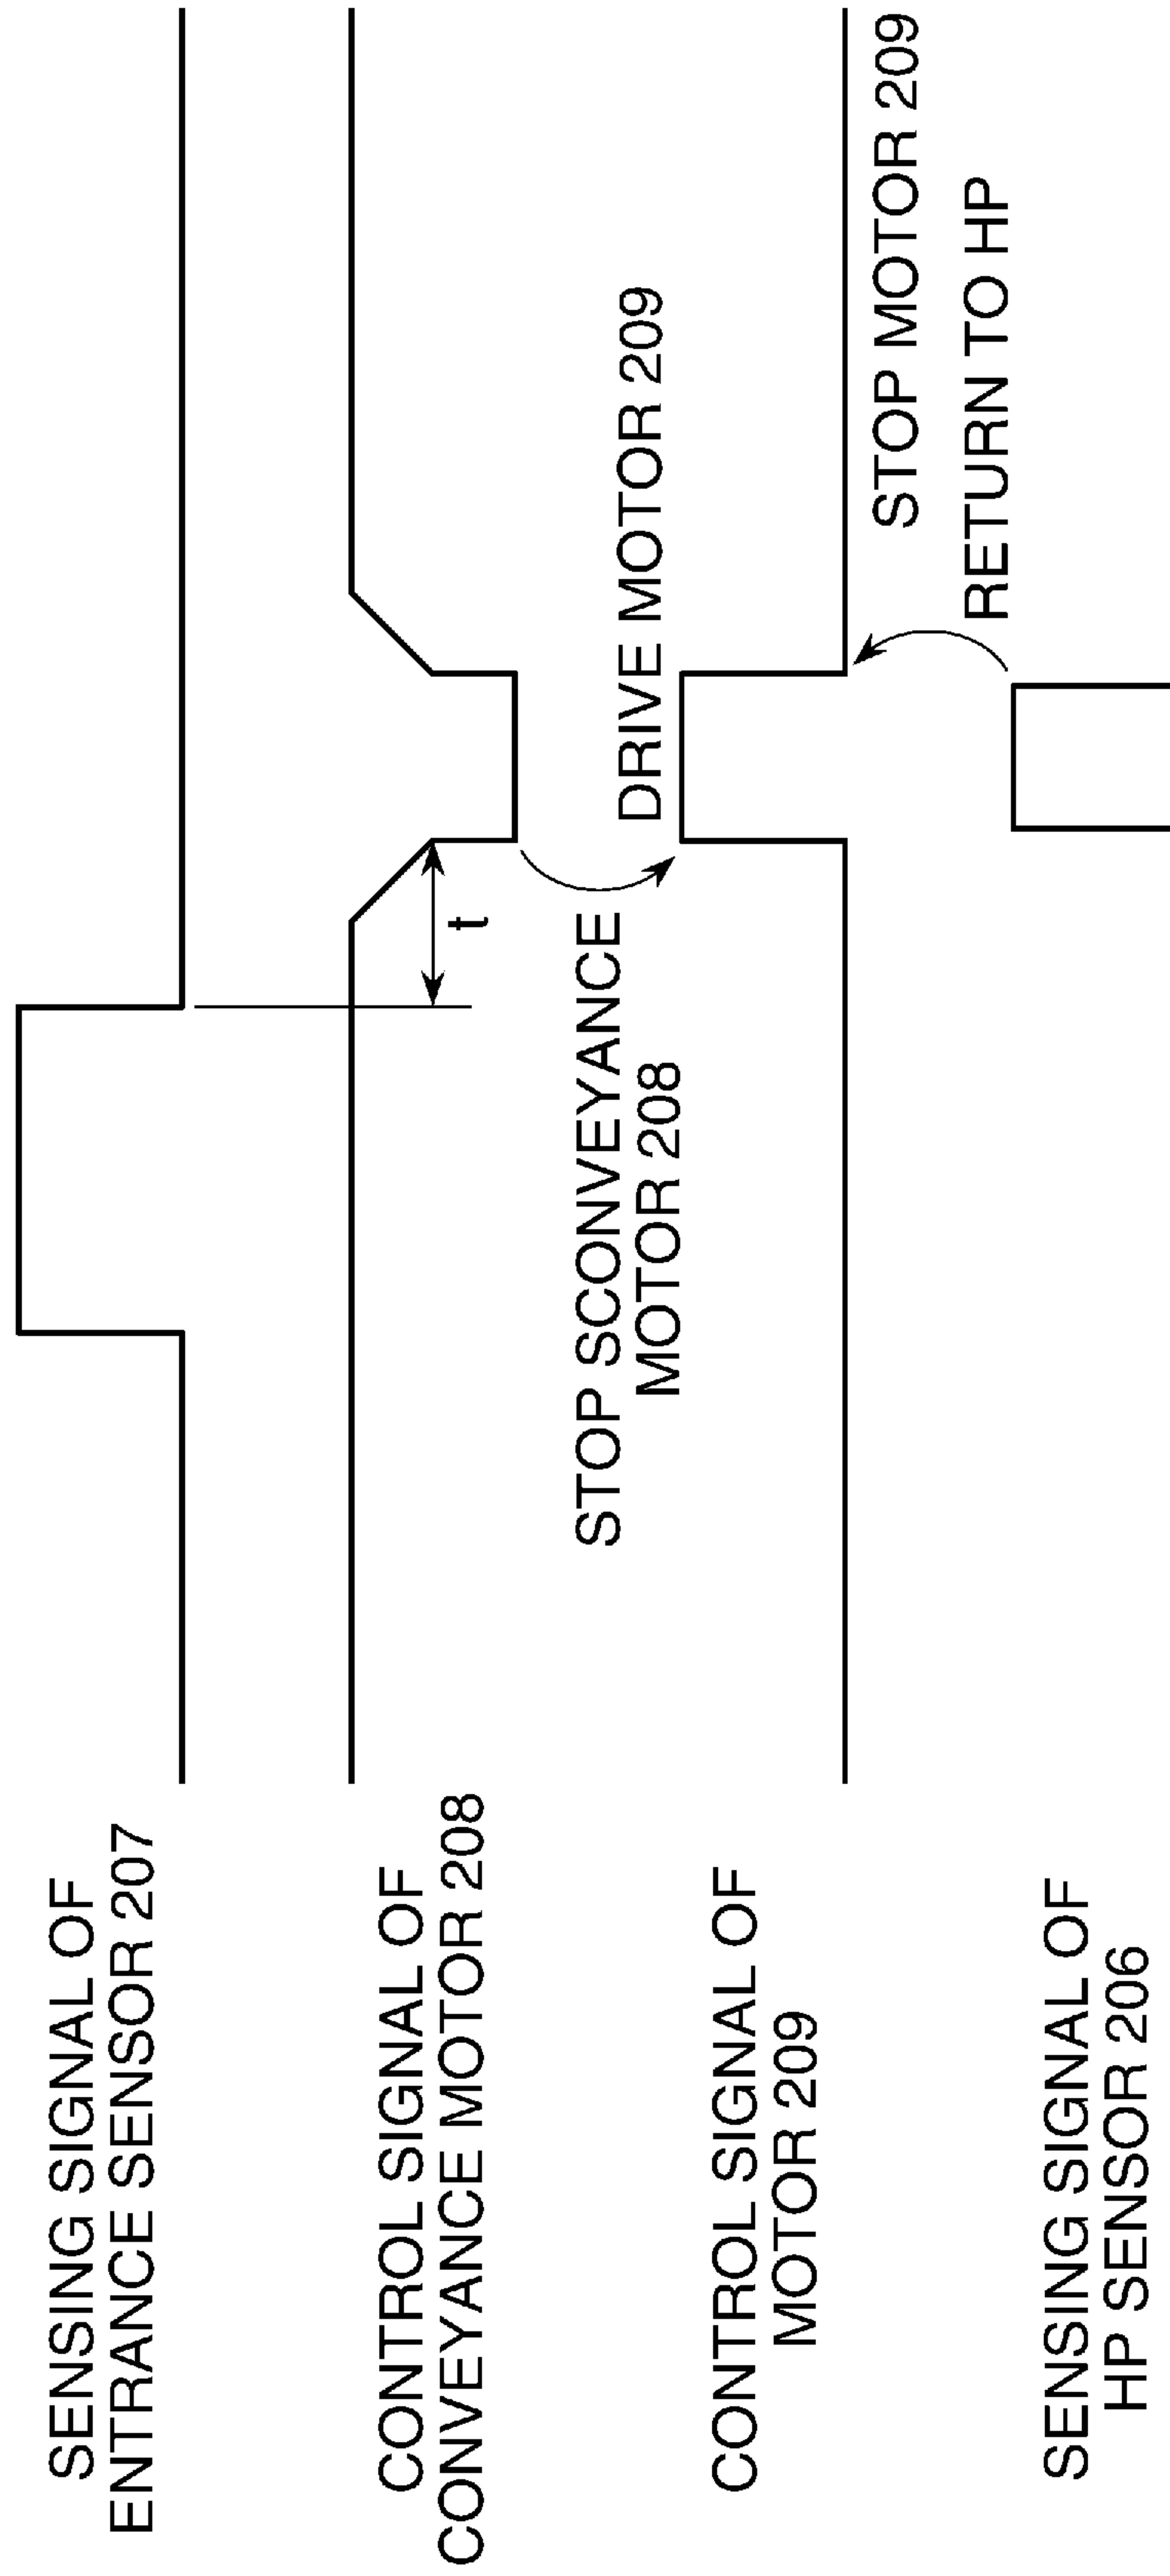 SENSING SIGNAL OF
ENTRANCE SENSOR 207
CONTROL SIGNAL OF
CONVEYANCE MOTOR 208
t
STOP SCONVEYANCE
MOTOR 208
DRIVE MOTOR 209
CONTROL SIGNAL OF
MOTOR 209
STOP MOTOR 209
RETURN TO HP
SENSING SIGNAL OF
HP SENSOR 206